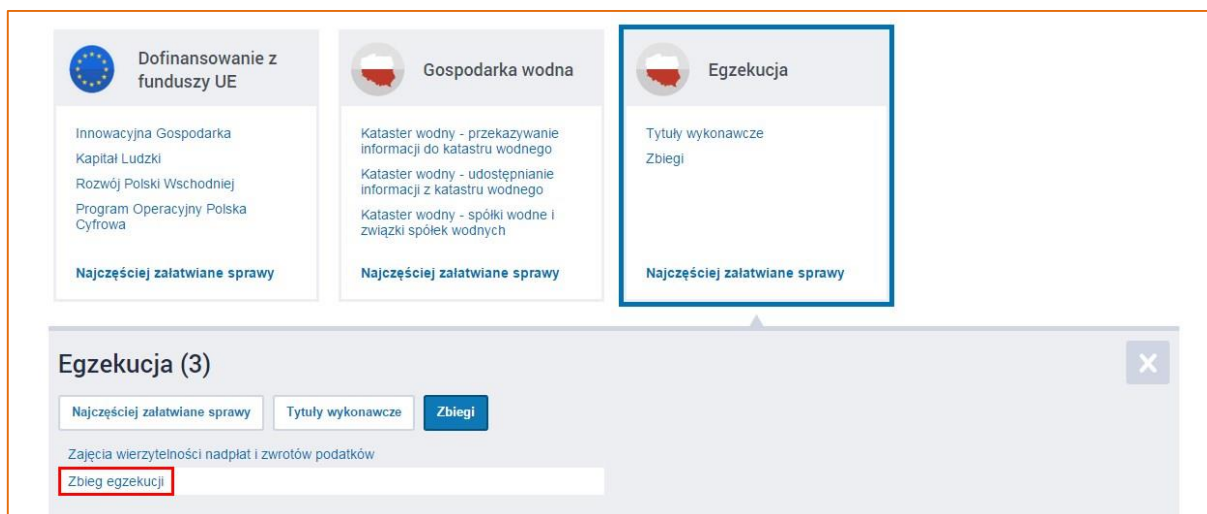 Dofinansowanie z
funduszy UE
Innowacyjna Gospodarka
Kapitał Ludzki
Rozwój Polski Wschodniej
Program Operacyjny Polska
Cyfrowa
Najczęściej załatwiane sprawy
Gospodarka wodna
Kataster wodny - przekazywanie
informacji do katastru wodnego
Kataster wodny - udostępnianie
informacji z katastru wodnego
Kataster wodny - spółki wodne i
związki spółek wodnych
Najczęściej załatwiane sprawy
Egzekucja
Tytuły wykonawcze
Zbiegi
Najczęściej załatwiane sprawy
Egzekucja (3)
Najczęściej załatwiane sprawy
Tytuły wykonawcze
Zbiegi
Zajęcia wierzytelności nadpłat i zwrotów podatków
Zbieg egzekucji